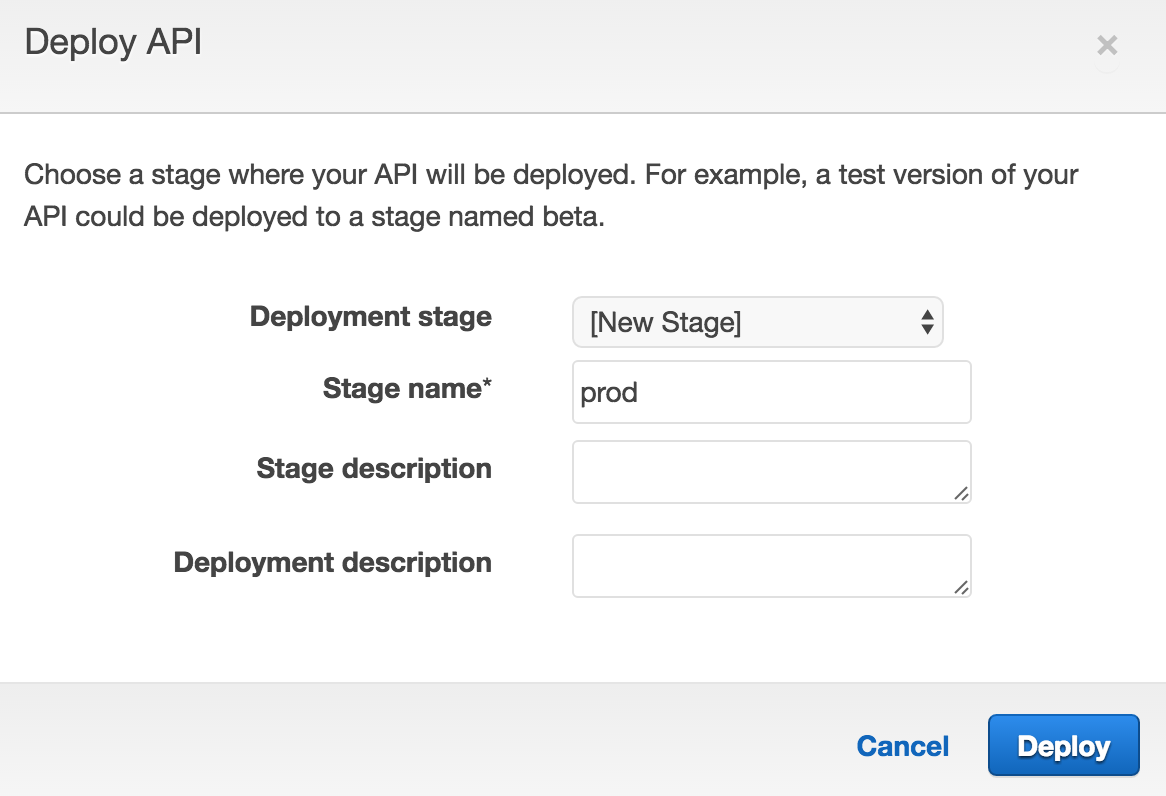 Deploy API
×
Choose a stage where your API will be deployed. For example, a test version of your
API could be deployed to a stage named beta.
Deployment stage [New Stage]
Stage name* prod
Stage description
Deployment description
Cancel Deploy